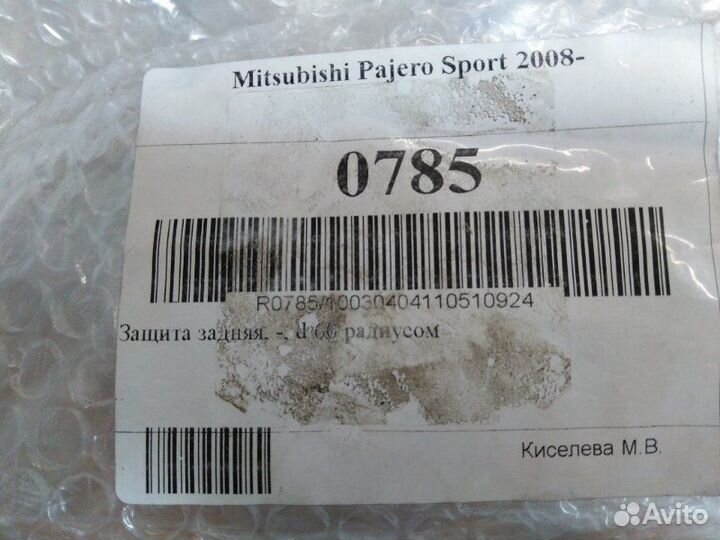 Mitsubishi Pajero Sport 2008-
0785
R0785/10030404110510924
Защита задняя, -, d 60 радиусом
Киселева М.В.
Avito